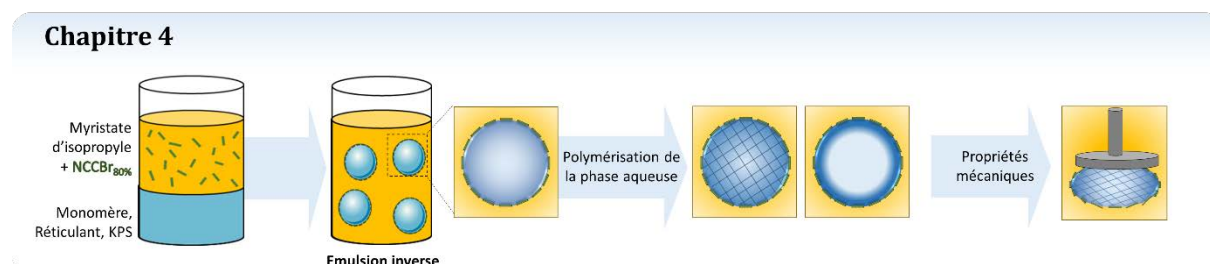 Chapitre 4
Myristate
d'isopropyle
+ NCCBr80%
Monomère,
Réticulant, KPS
Emulsion inverse
Polymérisation de
la phase aqueuse
Propriétés
mécaniques